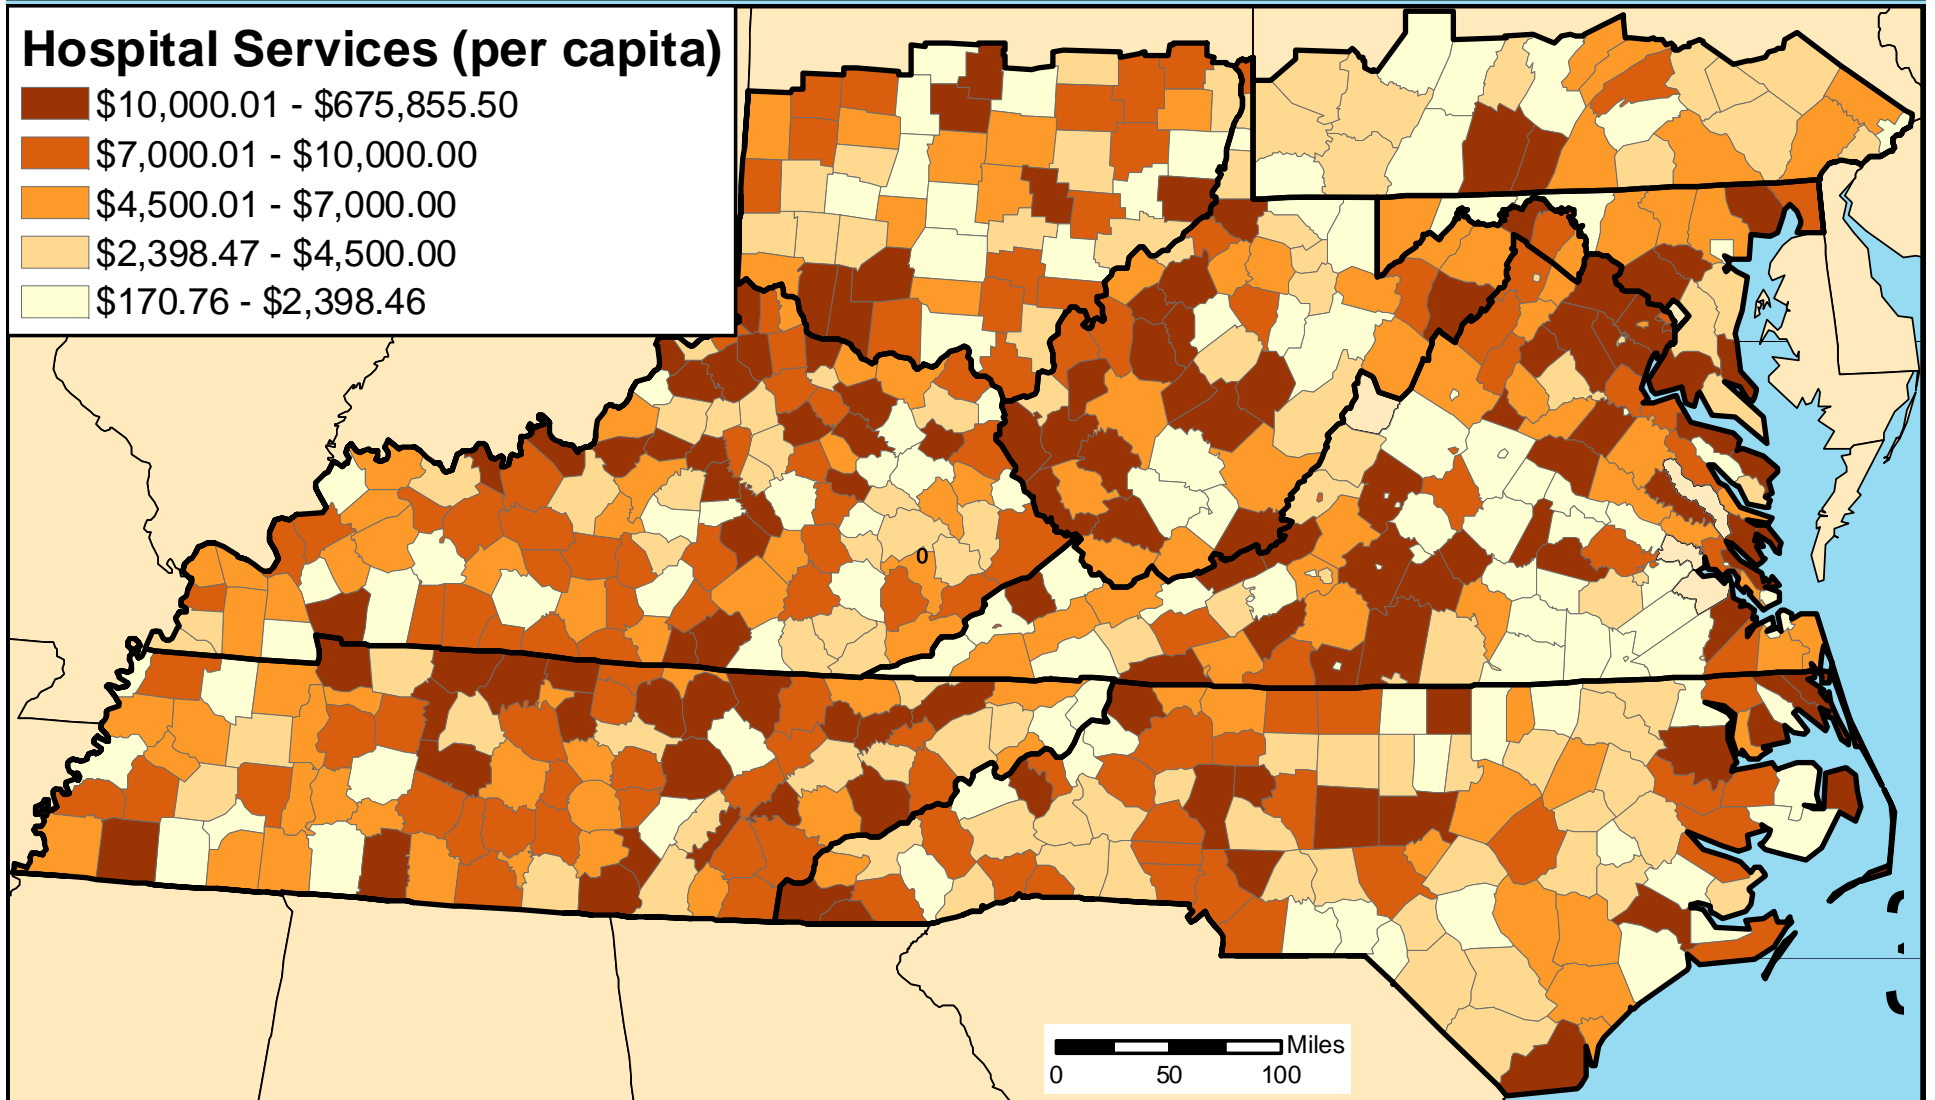 Hospital Services (per capita)
$10,000.01 - $675,855.50
$7,000.01 - $10,000.00
$4,500.01 - $7,000.00
$2,398.47 - $4,500.00
$170.76 - $2,398.46
0
Miles
0 50 100